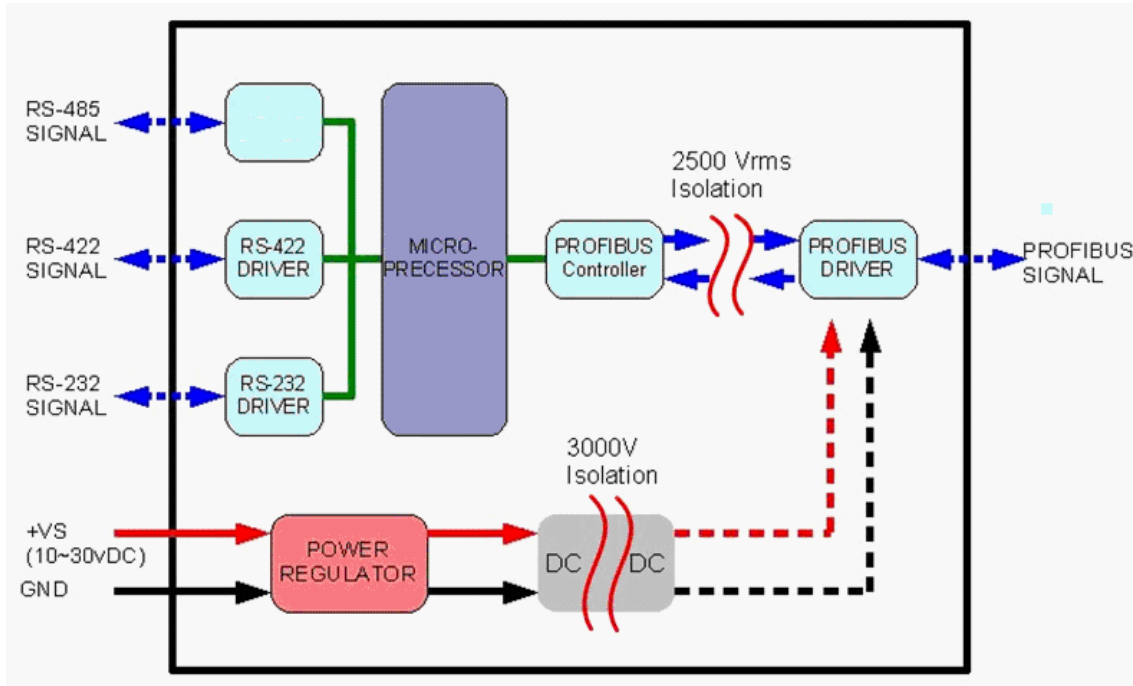 RS-485
SIGNAL
2500 Vrms
Isolation
RS-422
SIGNAL
RS-422
DRIVER
MICRO-
PRECESSOR
PROFIBUS
Controller
PROFIBUS
DRIVER
PROFIBUS
SIGNAL
RS-232
SIGNAL
RS-232
DRIVER
3000V
Isolation
+VS
(10~30vDC)
GND
POWER
REGULATOR
DC
DC